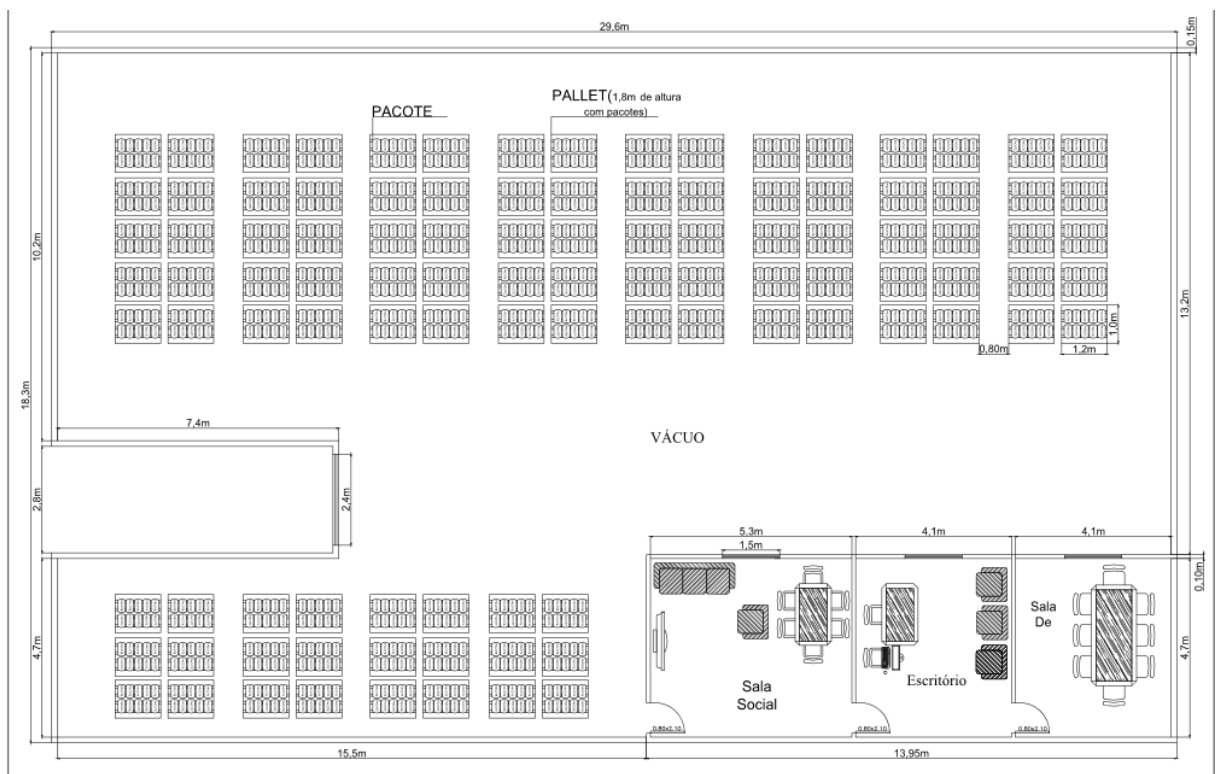 29,6m
0,15m
PALLET(1,8m de altura
com pacotes)
PACOTE
10,2m
13,2m
18,3m
1,0m
0,80m
1,2m
7,4m
VÁCUO
2,8m
2,4m
5,3m
4,1m
4,1m
1,5m
0,10m
Sala
De
4,7m
4,7m
Escritório
Sala
Social
0,80x2,10
0,80x2,10
0,80x2,10
15,5m
13,95m